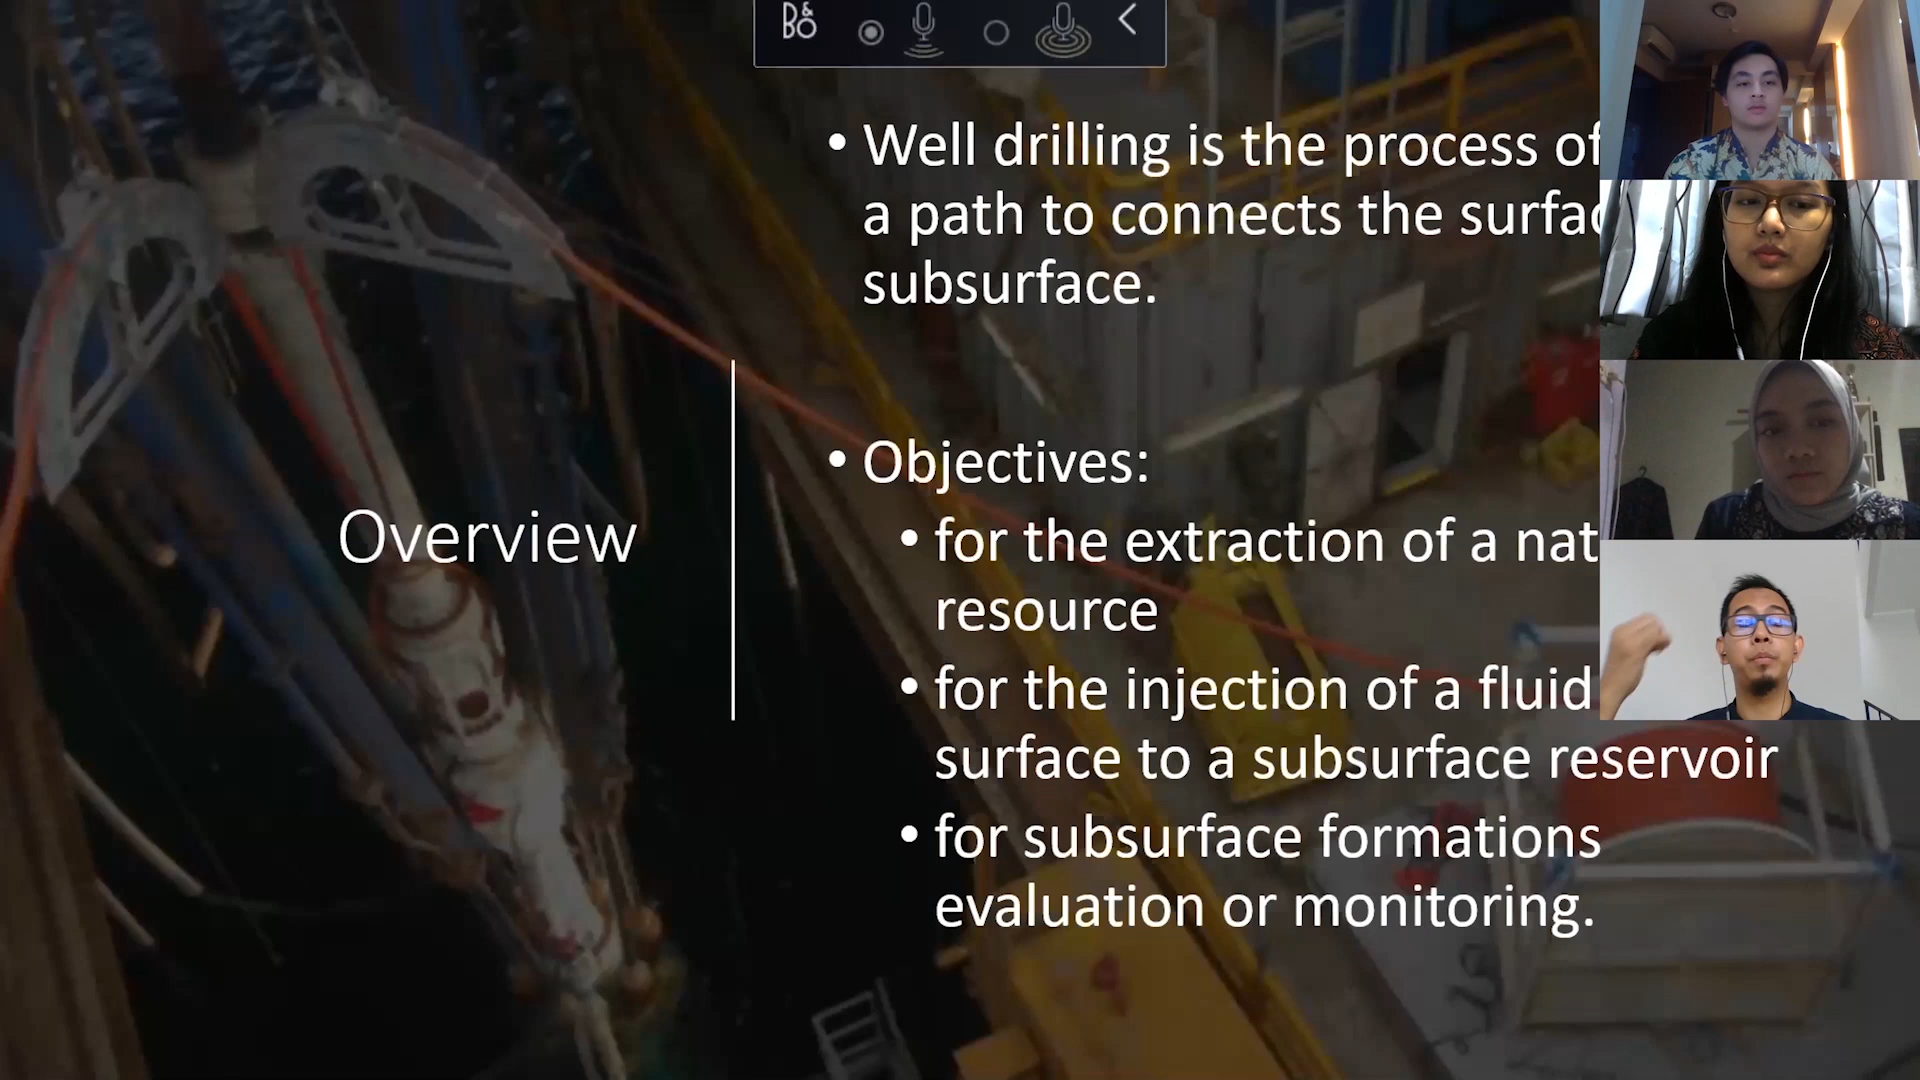 B&O
• Well drilling is the process of
a path to connects the surfac
subsurface.
Overview
• Objectives:
• for the extraction of a nat
resource
• for the injection of a fluid
surface to a subsurface reservoir
• for subsurface formations
evaluation or monitoring.